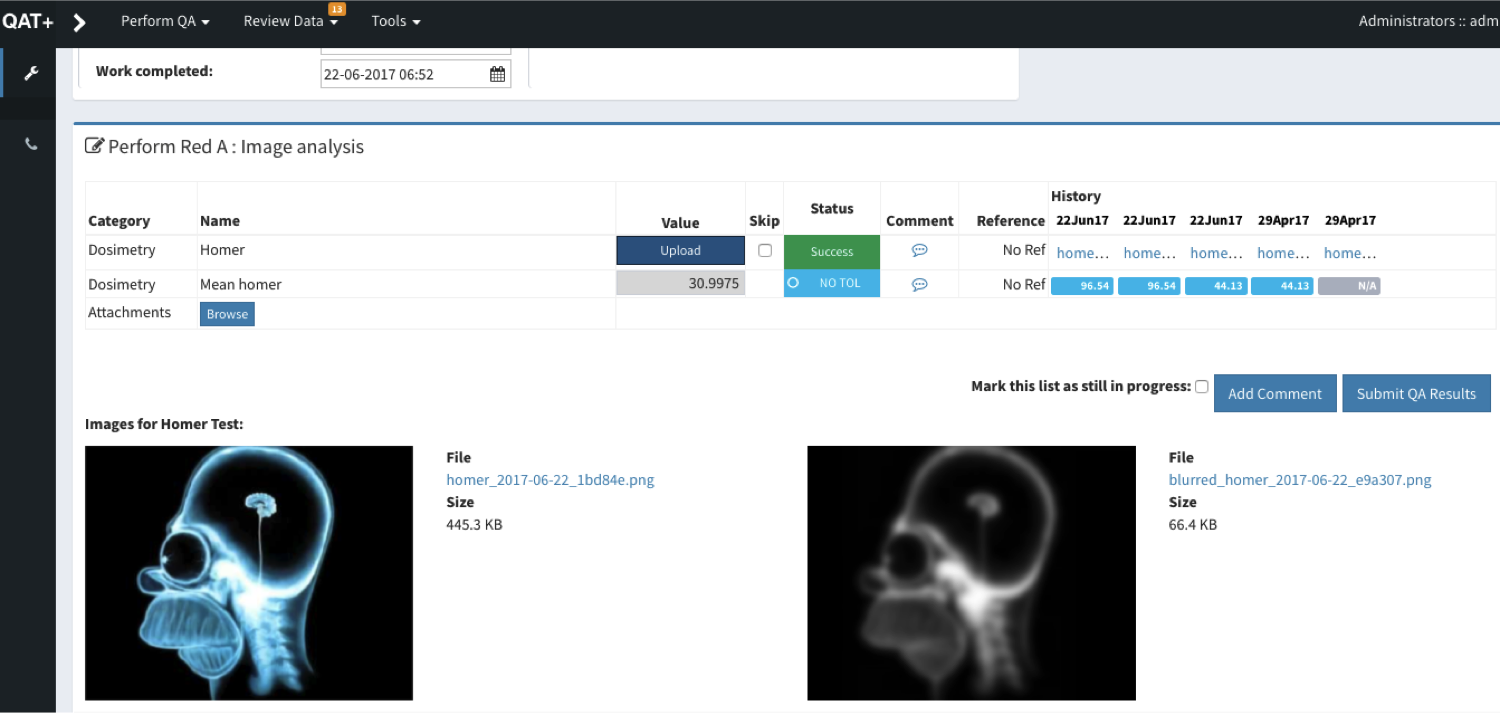 QAT+ Perform QA Review Data 13 Tools Administrators :: adm
Work completed: 22-06-2017 06:52
Perform Red A : Image analysis
History
Category Name Value Skip Status Comment Reference 22Jun17 22Jun17 22Jun17 29Apr17 29Apr17
Dosimetry Homer Upload Success No Ref home... home... home... home... home...
Dosimetry Mean homer 30.9975 NO TOL No Ref 96.54 96.54 44.13 44.13 N/A
Attachments Browse
Mark this list as still in progress: Add Comment Submit QA Results
Images for Homer Test:
File
homer_2017-06-22_1bd84e.png
Size
445.3 KB
File
blurred_homer_2017-06-22_e9a307.png
Size
66.4 KB